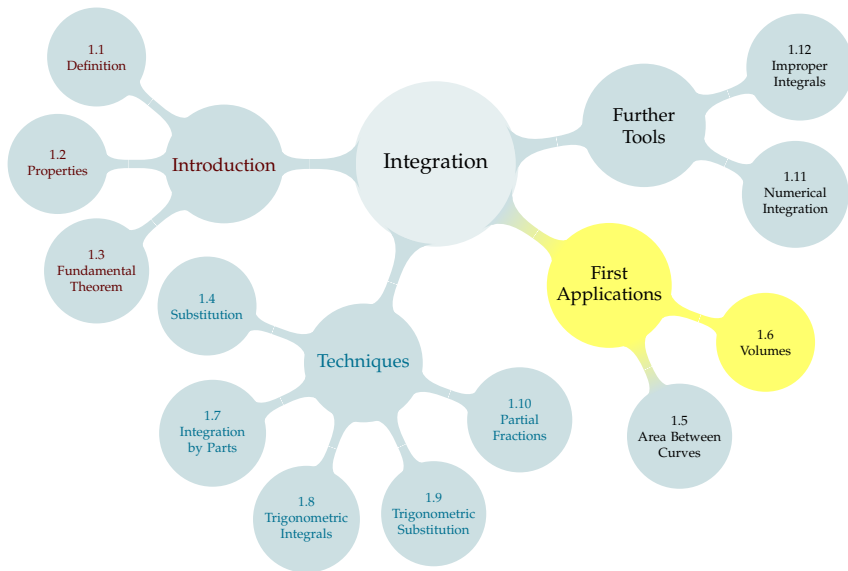 Integration
Introduction
1.1
Definition
1.2
Properties
1.3
Fundamental
Theorem
Techniques
1.4
Substitution
1.7
Integration
by Parts
1.8
Trigonometric
Integrals
1.9
Trigonometric
Substitution
1.10
Partial
Fractions
First
Applications
1.5
Area Between
Curves
1.6
Volumes
Further
Tools
1.11
Numerical
Integration
1.12
Improper
Integrals